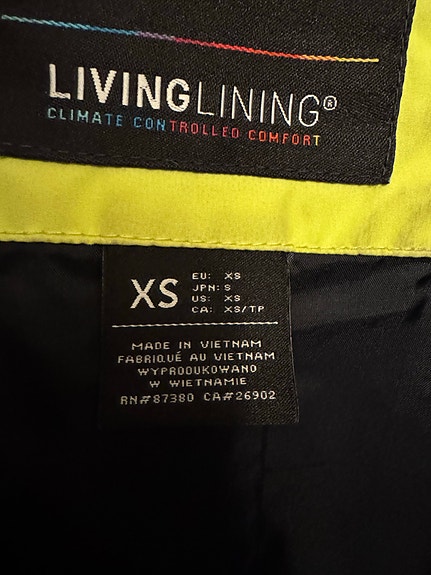 LIVINGLINING®
CLIMATE CONTROLLED COMFORT
XS
EU: XS
JPN: S
US: XS
CA: XS/TP
MADE IN VIETNAM
FABRIQUÉ AU VIETNAM
WYPRODUKOWANO
W WIETNAMIE
RN#87380 CA#26902